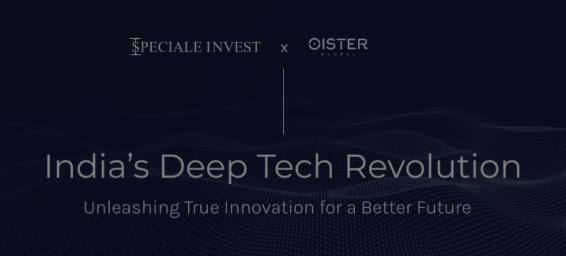 SPECIALE INVEST x OISTER
GLOBAL
India's Deep Tech Revolution
Unleashing True Innovation for a Better Future